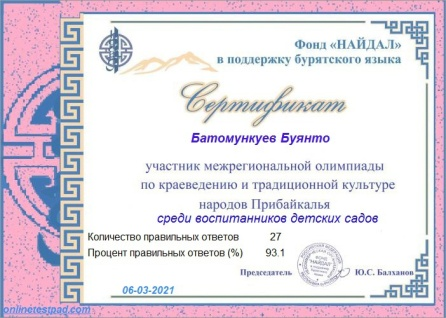 Фонд «НАЙДАЛ»
в поддержку бурятского языка
Сертификат
Батомункуев Буянто
участник межрегиональной олимпиады
по краеведению и традиционной культуре
народов Прибайкалья
среди воспитанников детских садов
Количество правильных ответов 27
Процент правильных ответов (%) 93.1
Председатель Ю.С. Балханов
06-03-2021
onlinetestpad.com